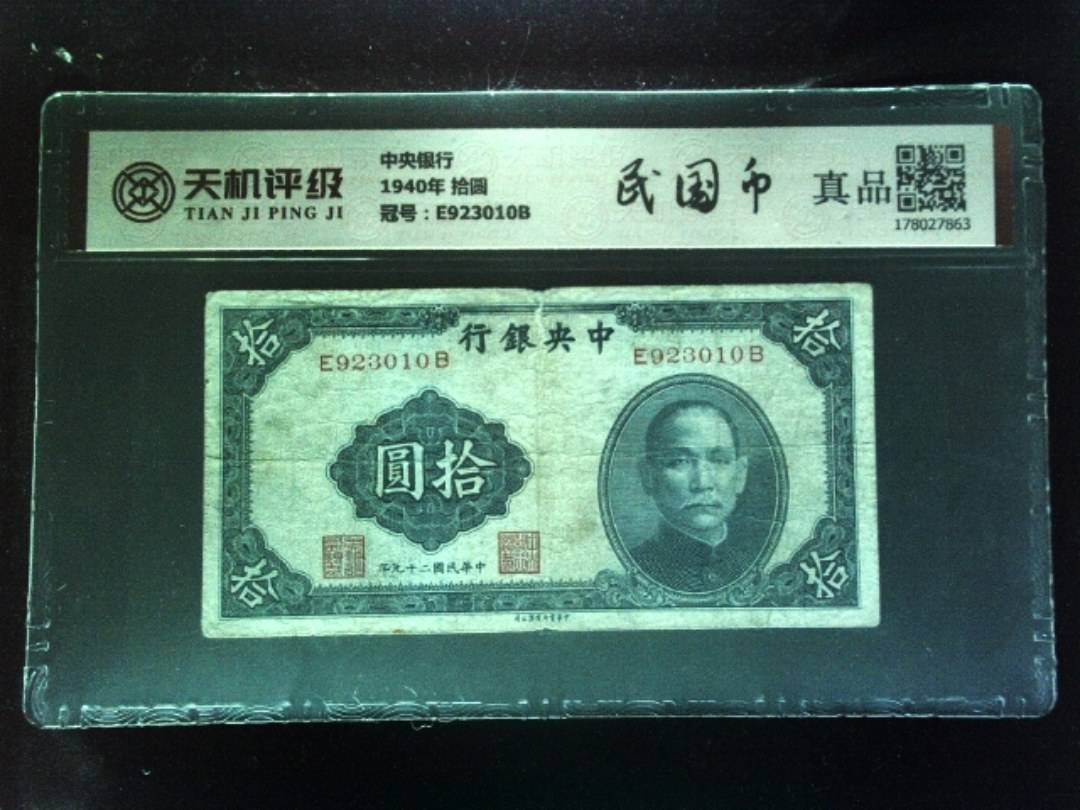 天机评级
TIAN JI PING JI
中央银行
1940年 拾圆
冠号：E923010B
民国币
真品
178027863
拾
拾
行銀央中
E923010B
E923010B
圓拾
年九十二國民華中
拾
拾